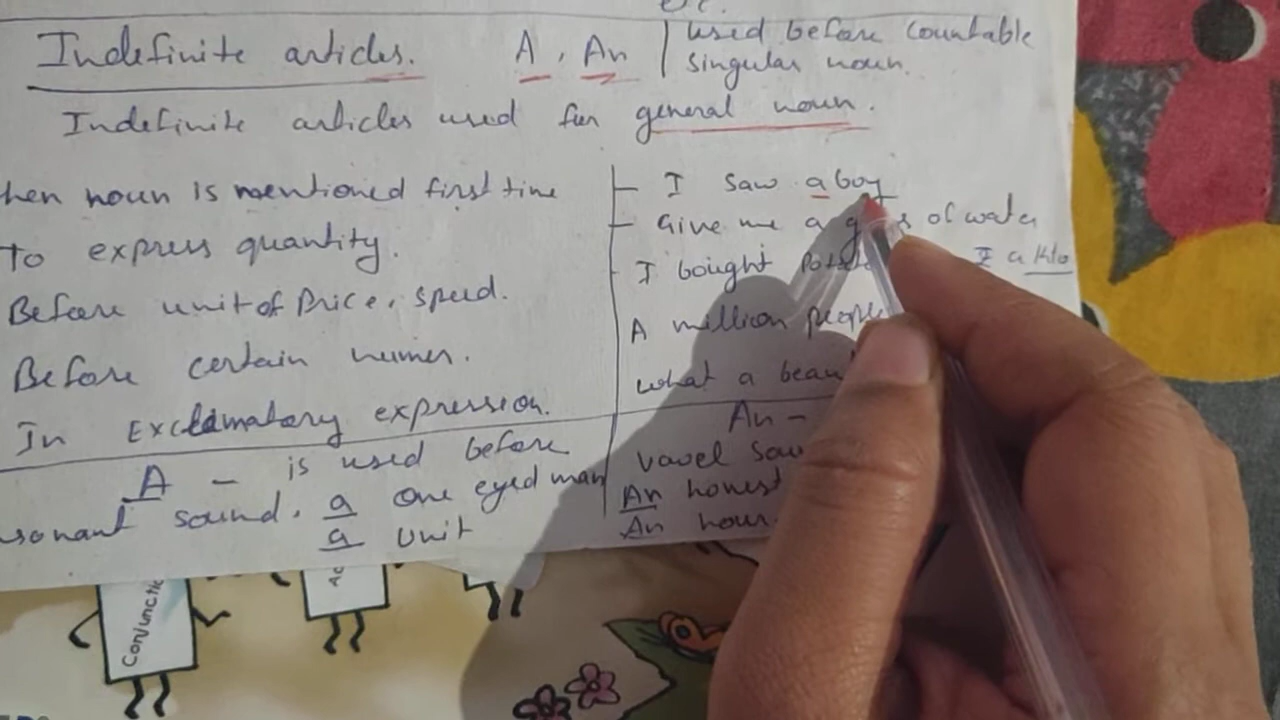 Indefinite articles. A, An | used before countable
singular noun.
Indefinite articles used for general noun.
hen noun is mentioned first time
To express quantity.
Before unit of price, speed.
Before certain numer.
In Exclamatory expression.
I saw a boy
Give me a of water
I bought a kilo
A million people
what a
A - is used before
sonant sound. a one eyed man
a unit
An -
vowel
An honest
An hour.
Conjunctio